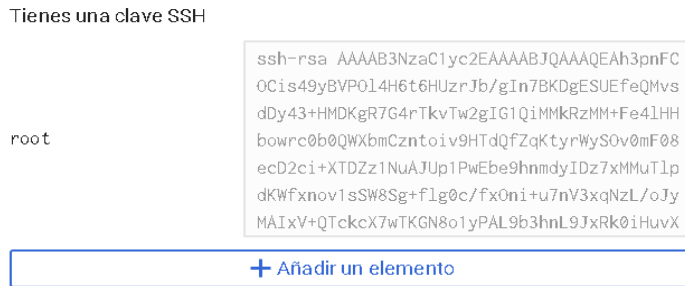 Tienes una clave SSH
ssh-rsa AAAAB3NzaC1yc2EAAAABJQAAAQEAh3pnFC
OCis49yBVPOl4H6t6HUzrJb/gIn7BKDgESUEfeQMvs
dDy43+HMDKgR7G4rTkvTw2gIG1QiMMkRzMM+Fe4lHH
bowrc0b0QWXbmCzntoiv9HTdQfZqKtyrWySOv0mF08
root
ecD2ci+XTDZz1NuAJUp1PwEbe9hnmdyIDz7xMMuTlp
dKWfxnov1sSW8Sg+flg0c/fxOni+u7nV3xqNzL/oJy
MAIxV+QTckcX7wTKGN8o1yPAL9b3hnL9JxRk0iHuvX
+ Añadir un elemento